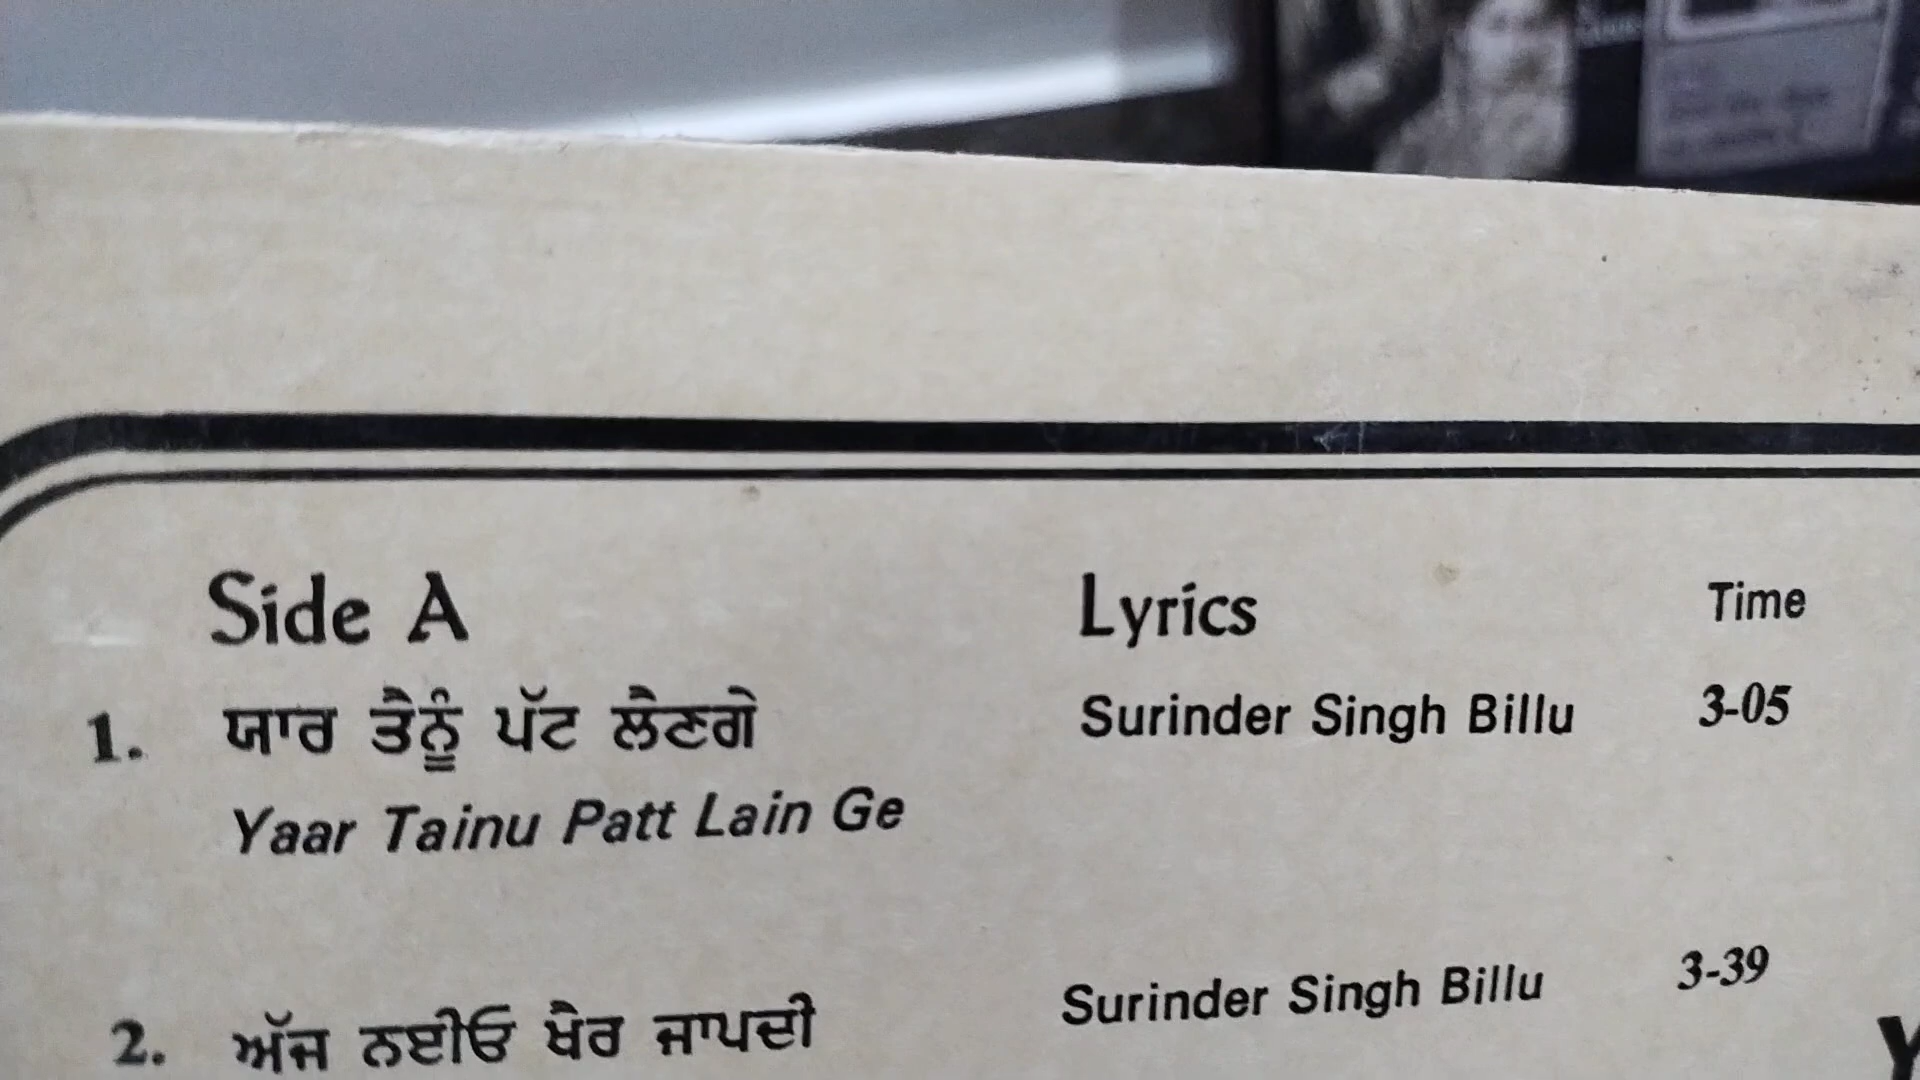 Side A Lyrics Time
1. ਯਾਰ ਤੈਨੂੰ ਪੱਟ ਲੈਣਗੇ Surinder Singh Billu 3-05
Yaar Tainu Patt Lain Ge
2. ਅੱਜ ਨਈਓ ਖੈਰ ਜਾਪਦੀ Surinder Singh Billu 3-39